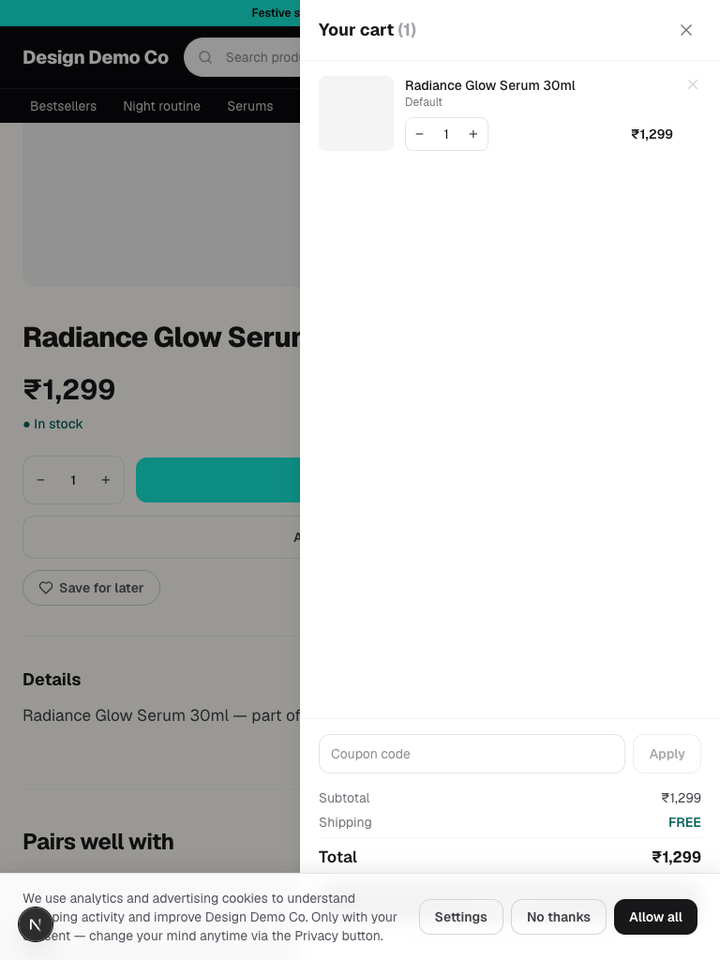 Festive s
Design Demo Co
Search produ
Bestsellers
Night routine
Serums
Radiance Glow Serum
₹1,299
In stock
− 1 +
Save for later
Details
Radiance Glow Serum 30ml — part of
Pairs well with
Your cart (1)
Radiance Glow Serum 30ml
Default
− 1 +
₹1,299
Coupon code
Apply
Subtotal
₹1,299
Shipping
FREE
Total
₹1,299
We use analytics and advertising cookies to understand
ping activity and improve Design Demo Co. Only with your
sent — change your mind anytime via the Privacy button.
N
Settings
No thanks
Allow all